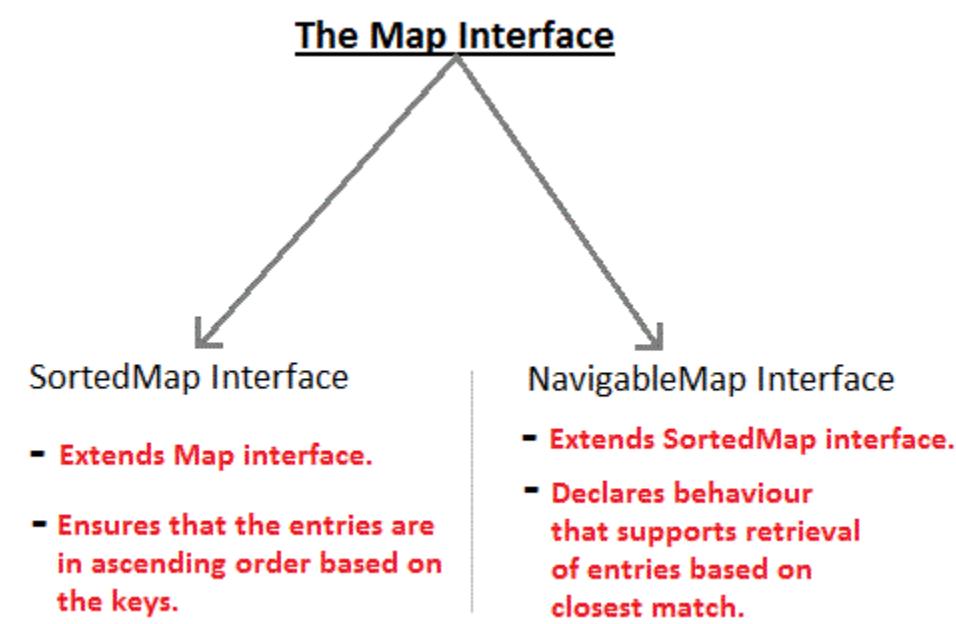 The Map Interface
SortedMap Interface
- Extends Map interface.
- Ensures that the entries are
in ascending order based on
the keys.
NavigableMap Interface
- Extends SortedMap interface.
- Declares behaviour
that supports retrieval
of entries based on
closest match.